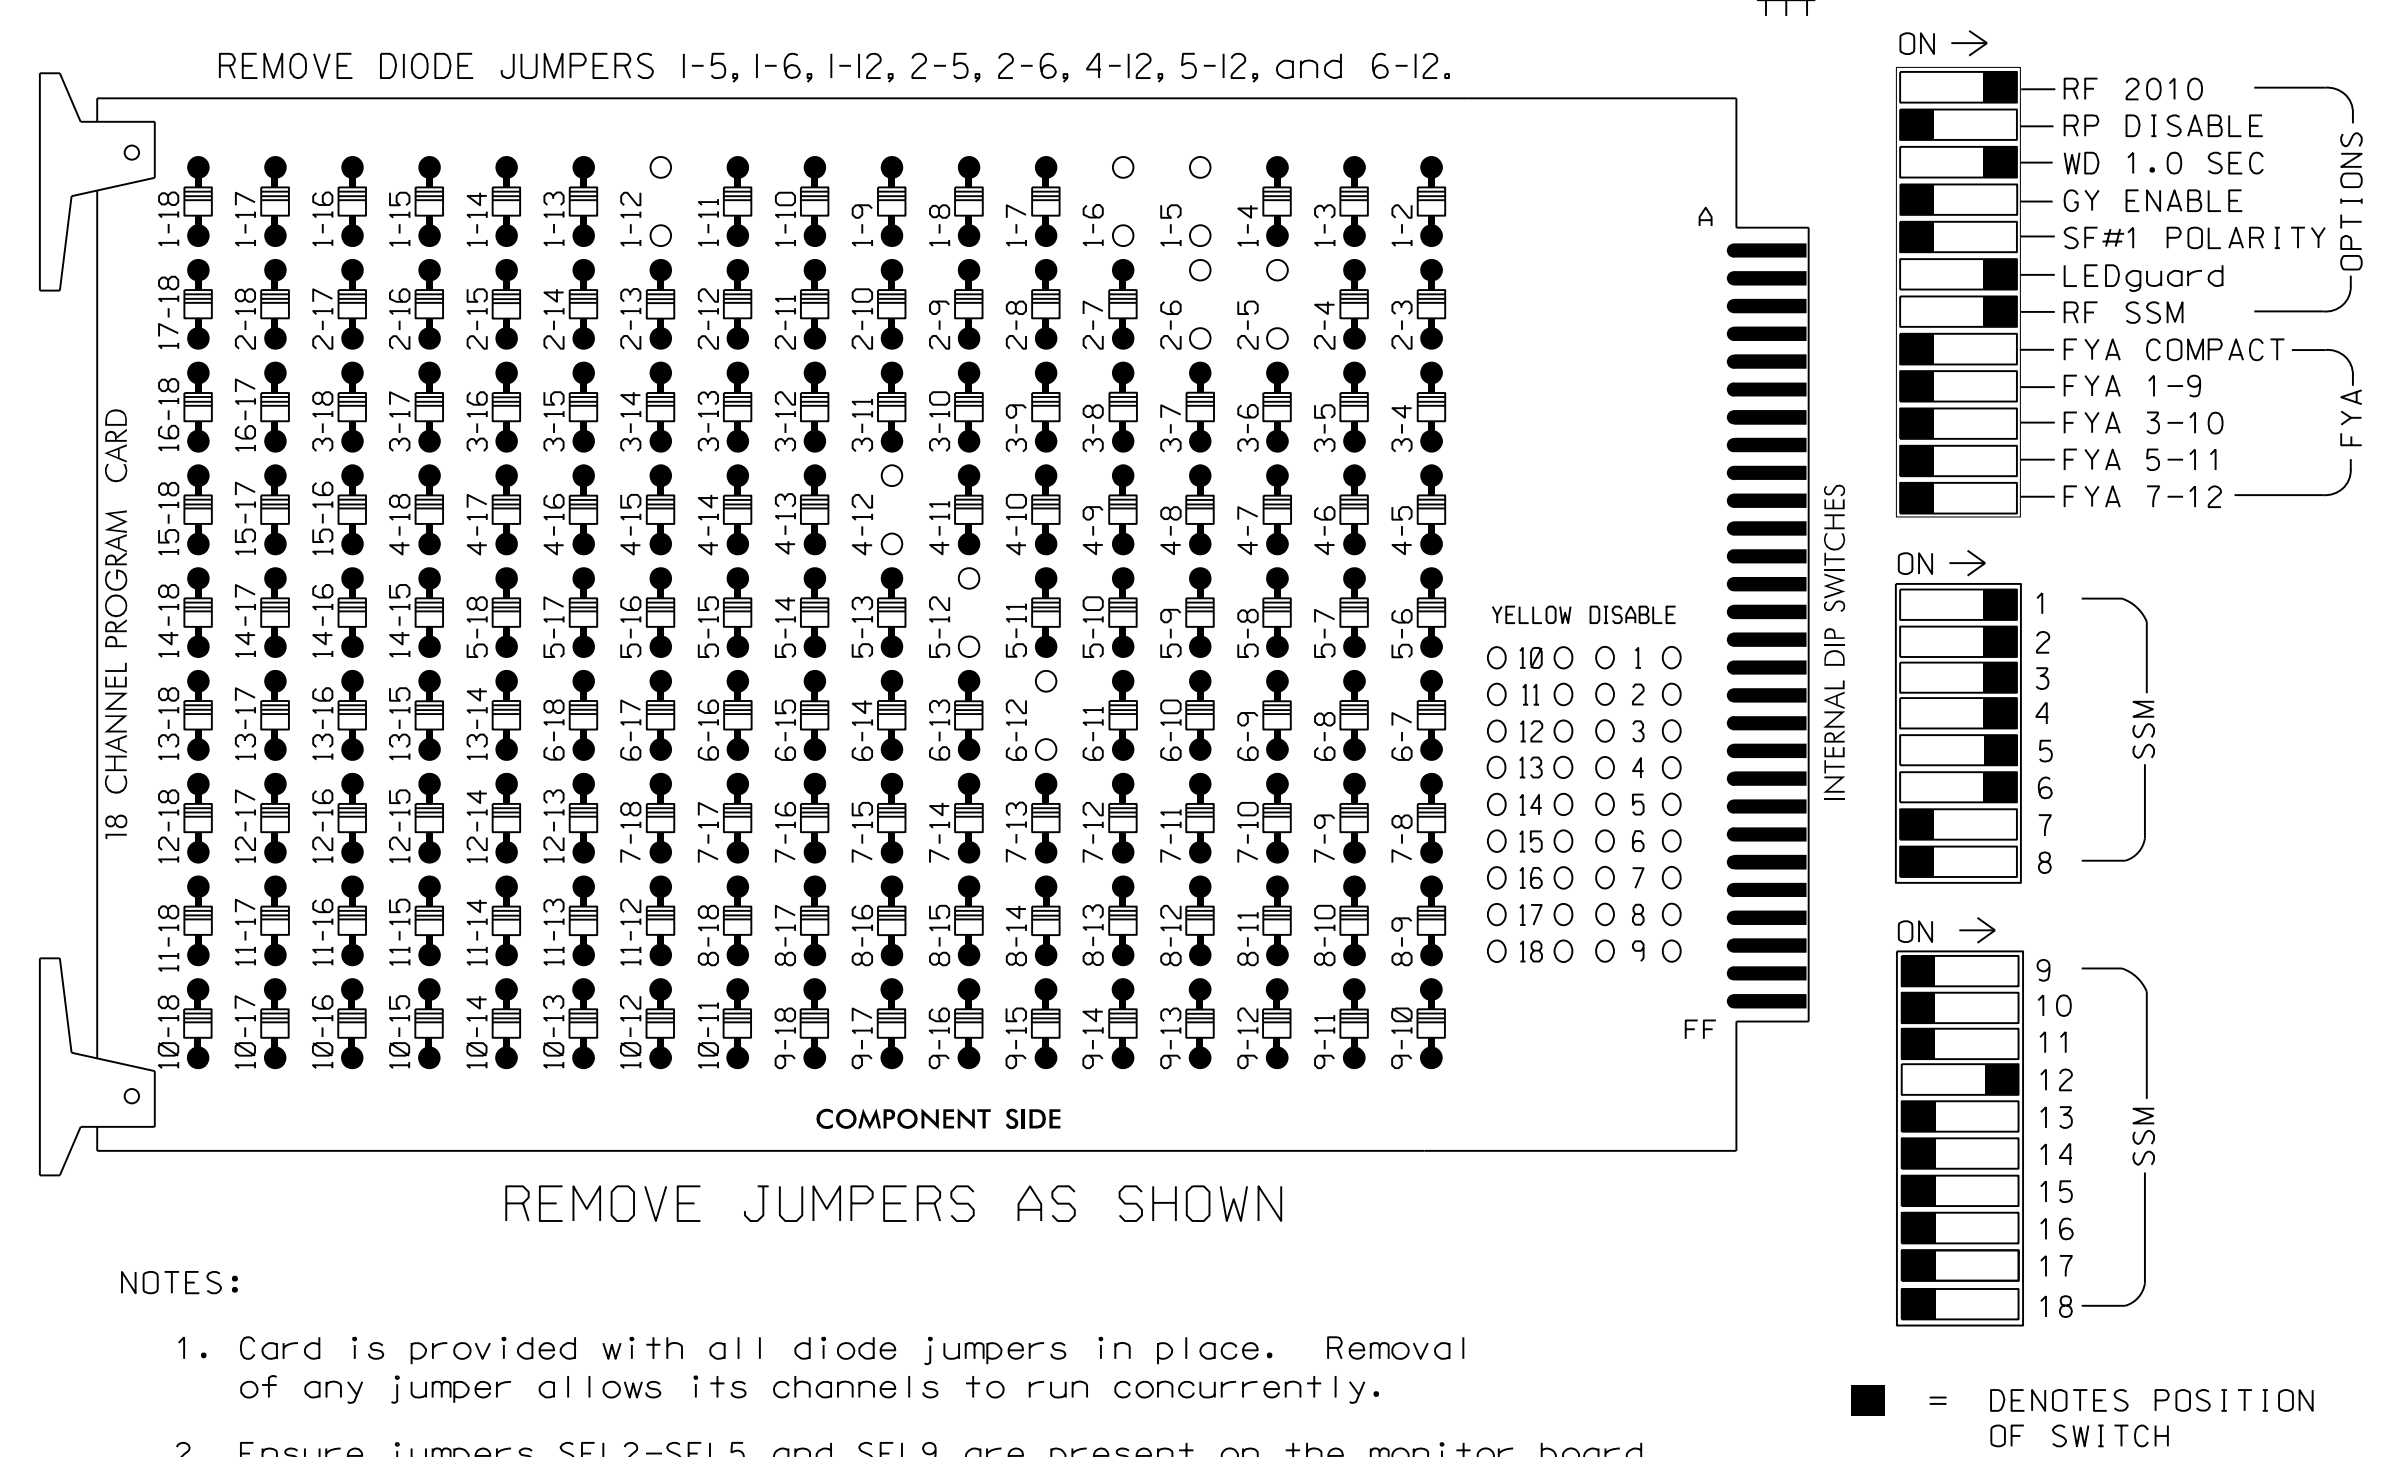 REMOVE DIODE JUMPERS 1-5, 1-6, 1-12, 2-5, 2-6, 4-12, 5-12, and 6-12.
1-18 1-17 1-16 1-15 1-14 1-13 1-12 1-11 1-10 1-9 1-8 1-7 1-6 1-5 1-4 1-3 1-2
17-18 2-18 2-17 2-16 2-15 2-14 2-13 2-12 2-11 2-10 2-9 2-8 2-7 2-6 2-5 2-4 2-3
16-18 16-17 3-18 3-17 3-16 3-15 3-14 3-13 3-12 3-11 3-10 3-9 3-8 3-7 3-6 3-5 3-4
15-18 15-17 15-16 4-18 4-17 4-16 4-15 4-14 4-13 4-12 4-11 4-10 4-9 4-8 4-7 4-6 4-5
14-18 14-17 14-16 14-15 5-18 5-17 5-16 5-15 5-14 5-13 5-12 5-11 5-10 5-9 5-8 5-7 5-6
13-18 13-17 13-16 13-15 13-14 6-18 6-17 6-16 6-15 6-14 6-13 6-12 6-11 6-10 6-9 6-8 6-7
12-18 12-17 12-16 12-15 12-14 12-13 7-18 7-17 7-16 7-15 7-14 7-13 7-12 7-11 7-10 7-9 7-8
11-18 11-17 11-16 11-15 11-14 11-13 11-12 8-18 8-17 8-16 8-15 8-14 8-13 8-12 8-11 8-10 8-9
10-18 10-17 10-16 10-15 10-14 10-13 10-12 10-11 9-18 9-17 9-16 9-15 9-14 9-13 9-12 9-11 9-10
18 CHANNEL PROGRAM CARD
A
YELLOW DISABLE
10 1
11 2
12 3
13 4
14 5
15 6
16 7
17 8
18 9
FF
COMPONENT SIDE
INTERNAL DIP SWITCHES
ON
RF 2010
RP DISABLE
WD 1.0 SEC
GY ENABLE
SF#1 POLARITY
LEDguard
RF SSM
OPTIONS
FYA COMPACT
FYA 1-9
FYA 3-10
FYA 5-11
FYA 7-12
FYA
ON
1
2
3
4
5
6
7
8
SSM
ON
9
10
11
12
13
14
15
16
17
18
SSM
REMOVE JUMPERS AS SHOWN
NOTES:
1. Card is provided with all diode jumpers in place. Removal
of any jumper allows its channels to run concurrently.
2. Ensure jumpers SEL2-SEL5 and SEL9 are present on the monitor board
= DENOTES POSITION
OF SWITCH